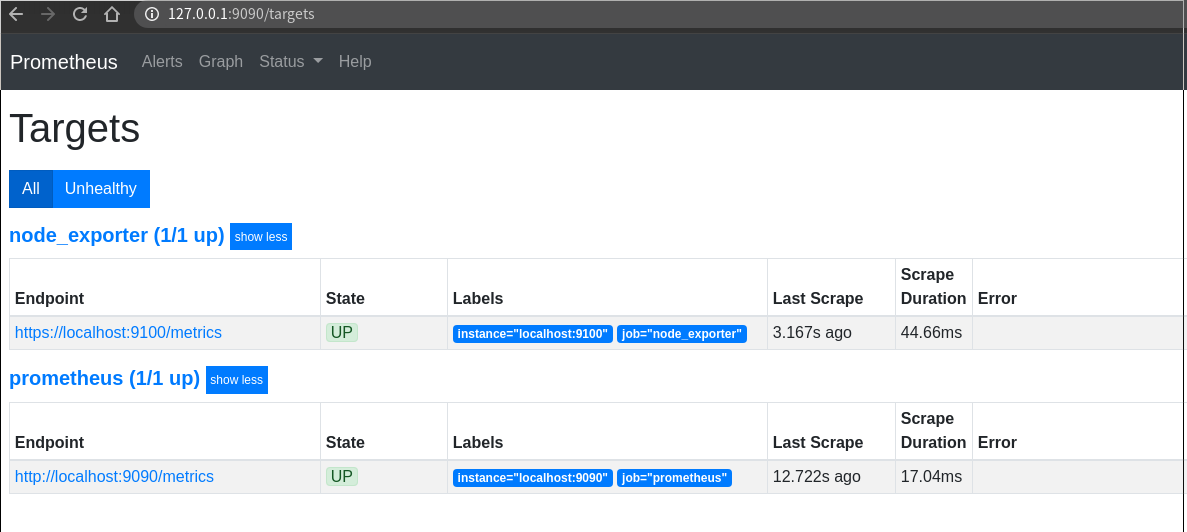 127.0.0.1:9090/targets
Prometheus Alerts Graph Status Help
Targets
All Unhealthy
node_exporter (1/1 up) show less
Endpoint State Labels Last Scrape Scrape Duration Error
https://localhost:9100/metrics UP instance="localhost:9100" job="node_exporter" 3.167s ago 44.66ms
prometheus (1/1 up) show less
Endpoint State Labels Last Scrape Scrape Duration Error
http://localhost:9090/metrics UP instance="localhost:9090" job="prometheus" 12.722s ago 17.04ms